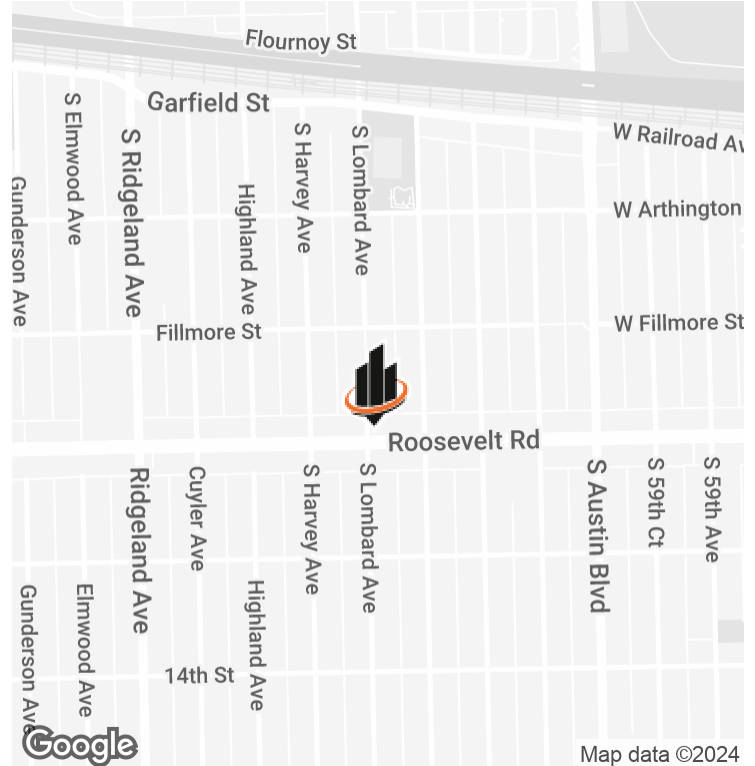 Flournoy St
Garfield St
W Railroad Av
S Elmwood Ave
S Ridgeland Ave
S Harvey Ave
S Lombard Ave
Gunderson Ave
Highland Ave
W Arthington
Fillmore St
W Fillmore St
Roosevelt Rd
Ridgeland Ave
Cuyler Ave
S Harvey Ave
S Lombard Ave
S Austin Blvd
S 59th Ct
S 59th Ave
Gunderson Ave
Elmwood Ave
Highland Ave
14th St
Google
Map data ©2024